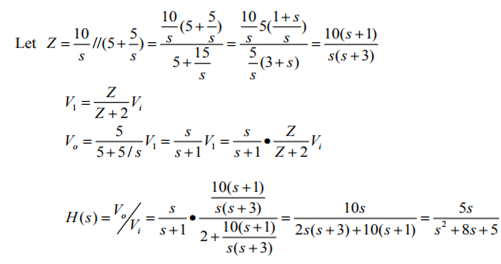 Let Z = \frac{10}{s} // (5 + \frac{5}{s}) = \frac{\frac{10}{s}(5 + \frac{5}{s})}{5 + \frac{15}{s}} = \frac{\frac{10}{s} 5(\frac{1+s}{s})}{\frac{5}{s}(3+s)} = \frac{10(s+1)}{s(s+3)}
V_1 = \frac{Z}{Z+2} V_i
V_o = \frac{5}{5+5/s} V_1 = \frac{s}{s+1} V_1 = \frac{s}{s+1} • \frac{Z}{Z+2} V_i
H(s) = V_o / V_i = \frac{s}{s+1} • \frac{\frac{10(s+1)}{s(s+3)}}{2 + \frac{10(s+1)}{s(s+3)}} = \frac{10s}{2s(s+3)+10(s+1)} = \frac{5s}{s^2+8s+5}